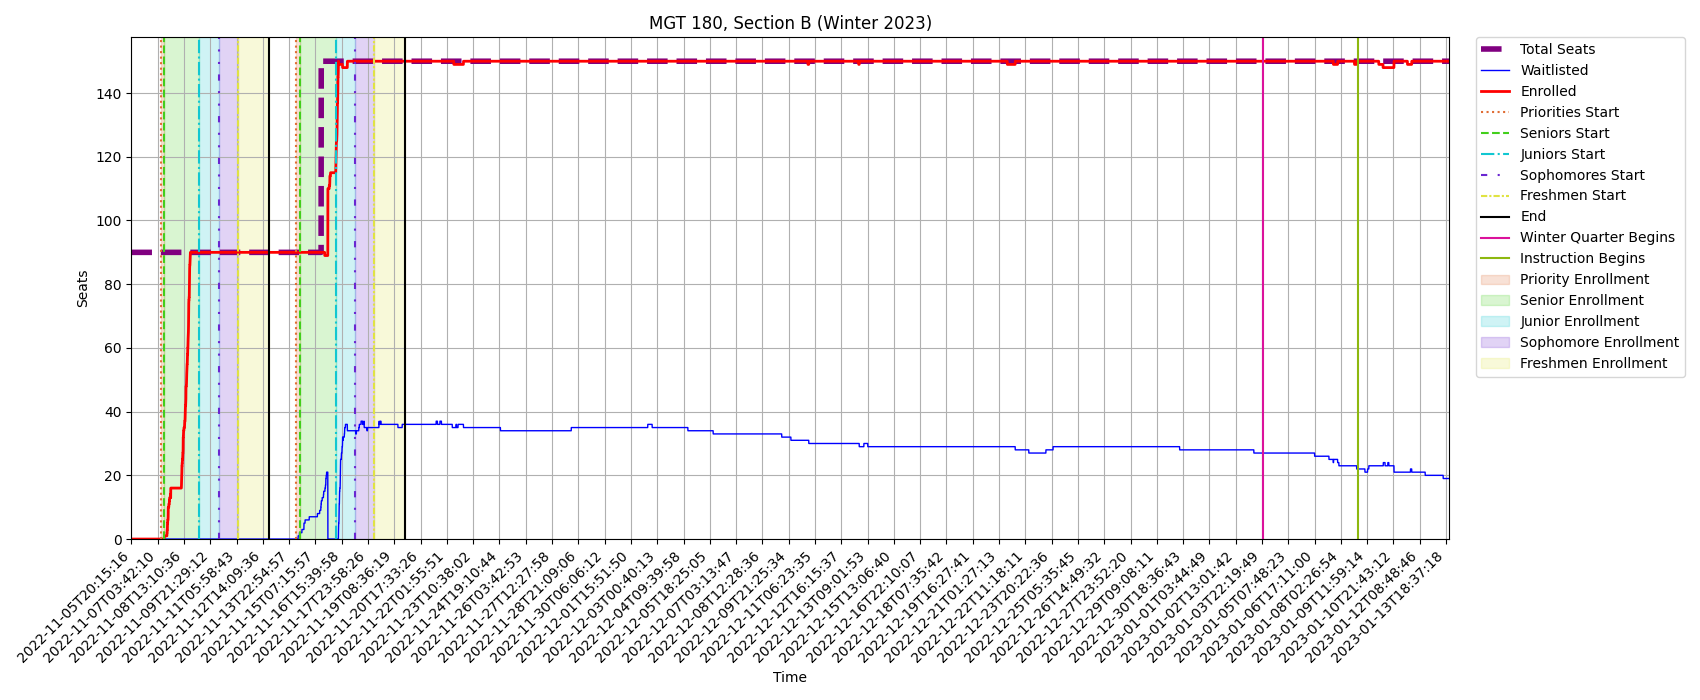 MGT 180, Section B (Winter 2023)
Seats
140
120
100
80
60
40
20
0
2022-11-05T20:15:16
2022-11-07T03:42:10
2022-11-08T13:10:36
2022-11-09T21:29:12
2022-11-11T05:58:43
2022-11-12T14:09:36
2022-11-13T22:54:57
2022-11-15T07:15:57
2022-11-16T15:39:58
2022-11-17T23:58:26
2022-11-19T08:36:19
2022-11-20T17:33:26
2022-11-22T01:55:51
2022-11-23T10:38:02
2022-11-24T19:10:44
2022-11-26T03:42:53
2022-11-27T12:27:58
2022-11-28T21:09:06
2022-11-30T06:06:12
2022-12-01T15:51:50
2022-12-03T00:40:13
2022-12-04T09:39:58
2022-12-05T18:25:05
2022-12-07T03:13:47
2022-12-08T12:28:36
2022-12-09T21:25:34
2022-12-11T06:23:35
2022-12-12T16:15:37
2022-12-13T09:01:53
2022-12-15T13:06:40
2022-12-16T22:10:07
2022-12-18T07:35:42
2022-12-19T16:27:41
2022-12-21T01:27:13
2022-12-22T11:18:11
2022-12-23T20:22:36
2022-12-25T05:35:45
2022-12-26T14:49:32
2022-12-27T23:52:20
2022-12-29T09:08:11
2022-12-30T18:36:43
2023-01-01T03:44:49
2023-01-02T13:01:42
2023-01-03T22:19:49
2023-01-05T07:48:23
2023-01-06T17:11:00
2023-01-08T02:26:54
2023-01-09T11:59:14
2023-01-10T21:43:12
2023-01-12T08:48:46
2023-01-13T18:37:18
Time
Total Seats
Waitlisted
Enrolled
Priorities Start
Seniors Start
Juniors Start
Sophomores Start
Freshmen Start
End
Winter Quarter Begins
Instruction Begins
Priority Enrollment
Senior Enrollment
Junior Enrollment
Sophomore Enrollment
Freshmen Enrollment